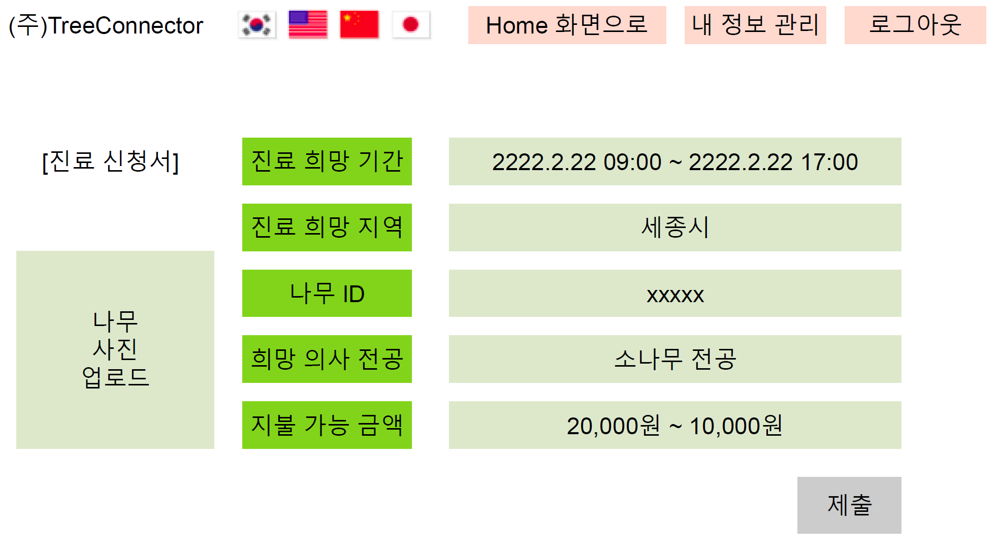 (주)TreeConnector
Home 화면으로
내 정보 관리
로그아웃
[진료 신청서]
진료 희망 기간
2222.2.22 09:00 ~ 2222.2.22 17:00
진료 희망 지역
세종시
나무 ID
xxxxx
나무
사진
업로드
희망 의사 전공
소나무 전공
지불 가능 금액
20,000원 ~ 10,000원
제출